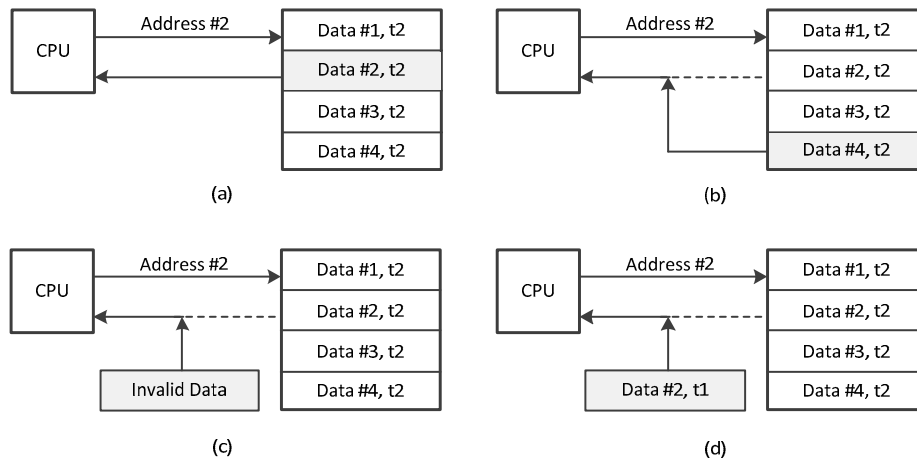 CPU
Address #2
Data #1, t2
Data #2, t2
Data #3, t2
Data #4, t2
(a)
CPU
Address #2
Data #1, t2
Data #2, t2
Data #3, t2
Data #4, t2
(b)
CPU
Address #2
Data #1, t2
Data #2, t2
Data #3, t2
Data #4, t2
Invalid Data
(c)
CPU
Address #2
Data #1, t2
Data #2, t2
Data #3, t2
Data #4, t2
Data #2, t1
(d)